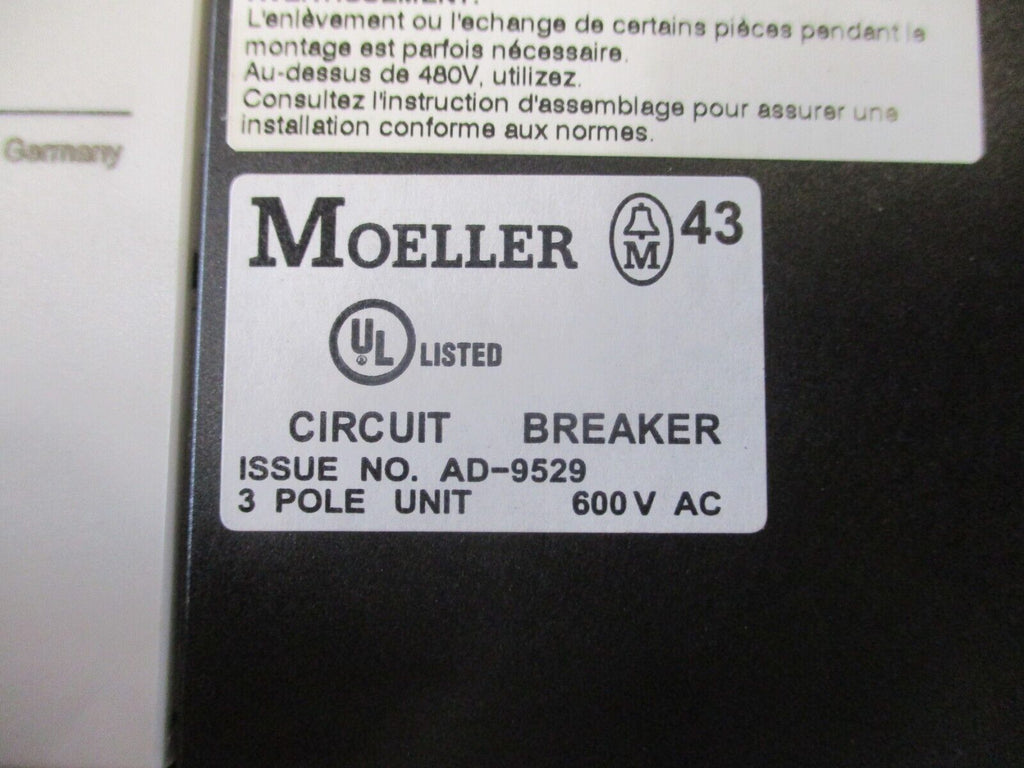 L'enlèvement ou l'echange de certains pièces pendant le
montage est parfois nécessaire.
Au-dessus de 480V, utilizez.
Consultez l'instruction d'assemblage pour assurer une
installation conforme aux normes.
Germany
MOELLER M 43
UL LISTED
CIRCUIT BREAKER
ISSUE NO. AD-9529
3 POLE UNIT 600 V AC